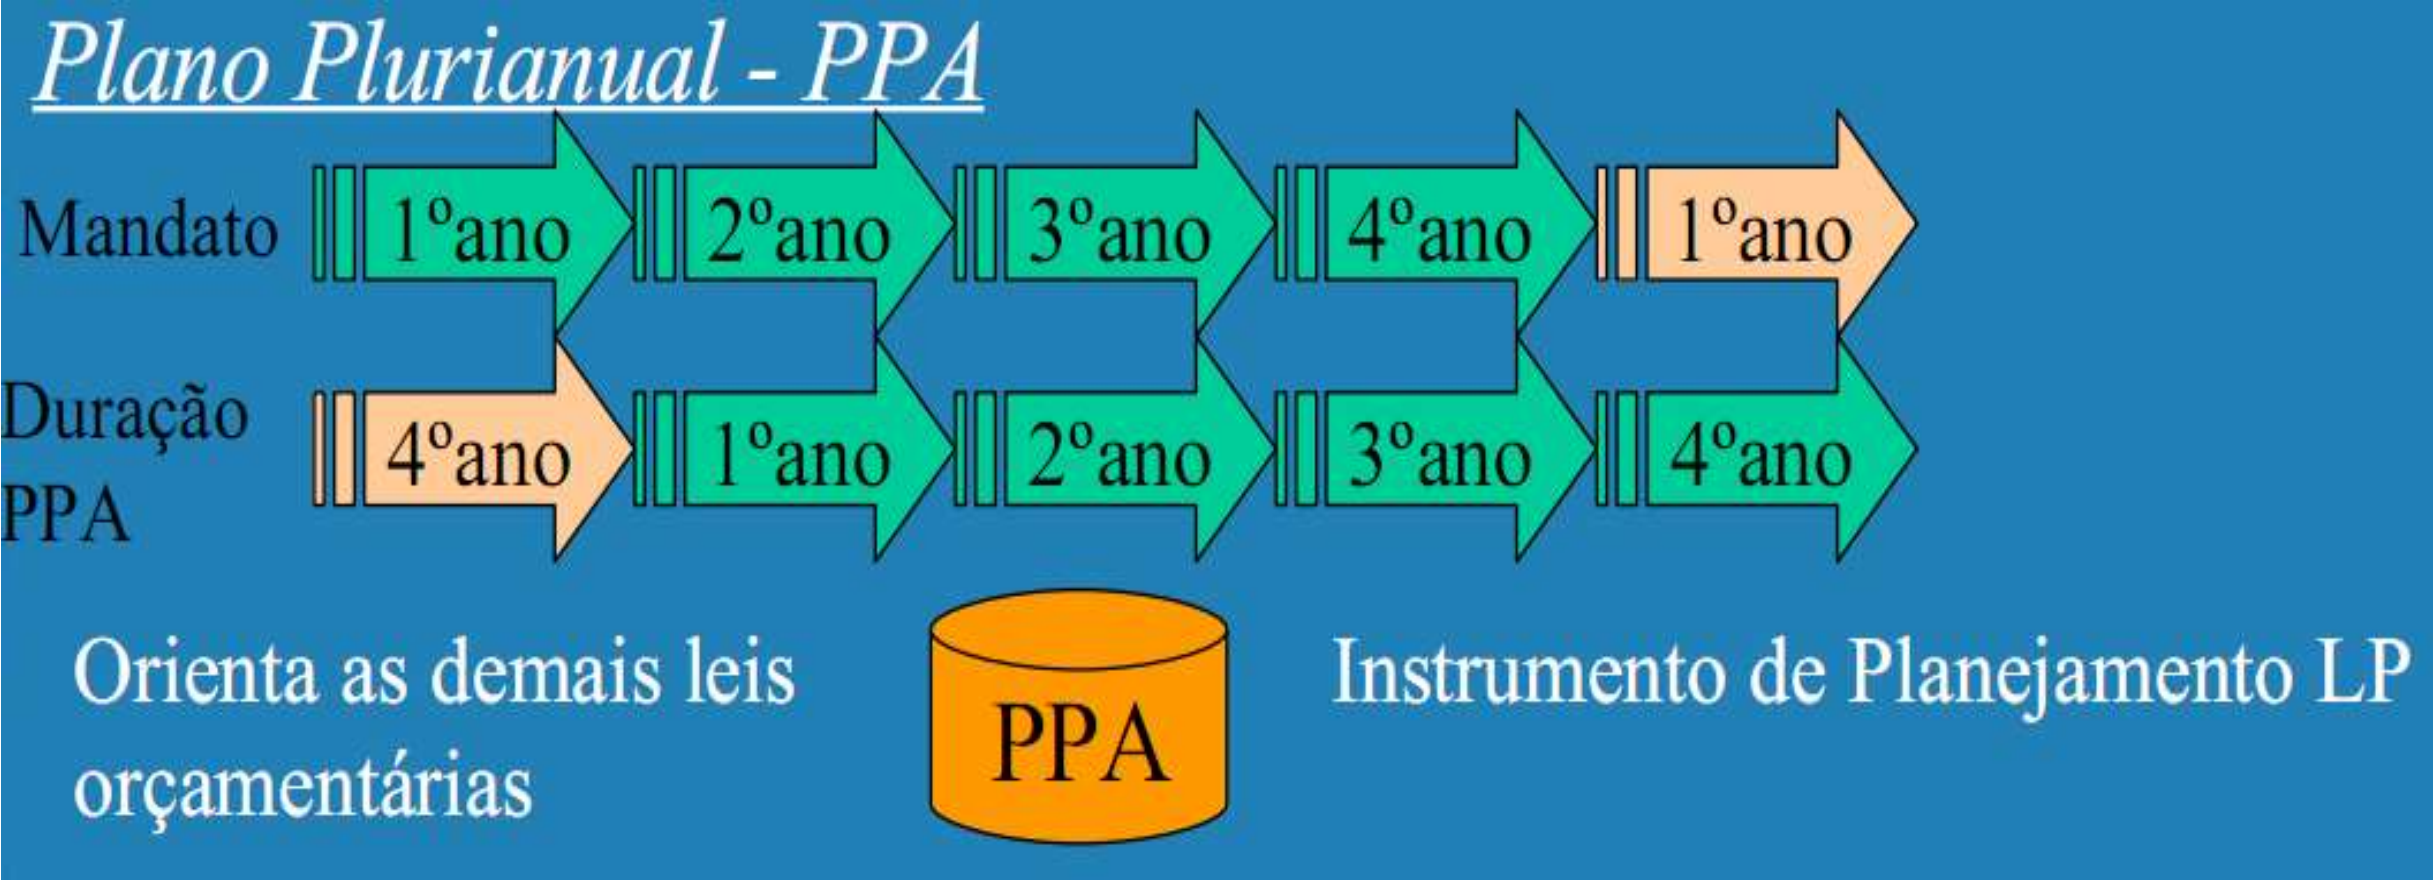 Plano Plurianual - PPA
Mandato
1ºano
2ºano
3ºano
4ºano
1ºano
Duração
PPA
4ºano
1ºano
2ºano
3ºano
4ºano
Orienta as demais leis
orçamentárias
PPA
Instrumento de Planejamento LP